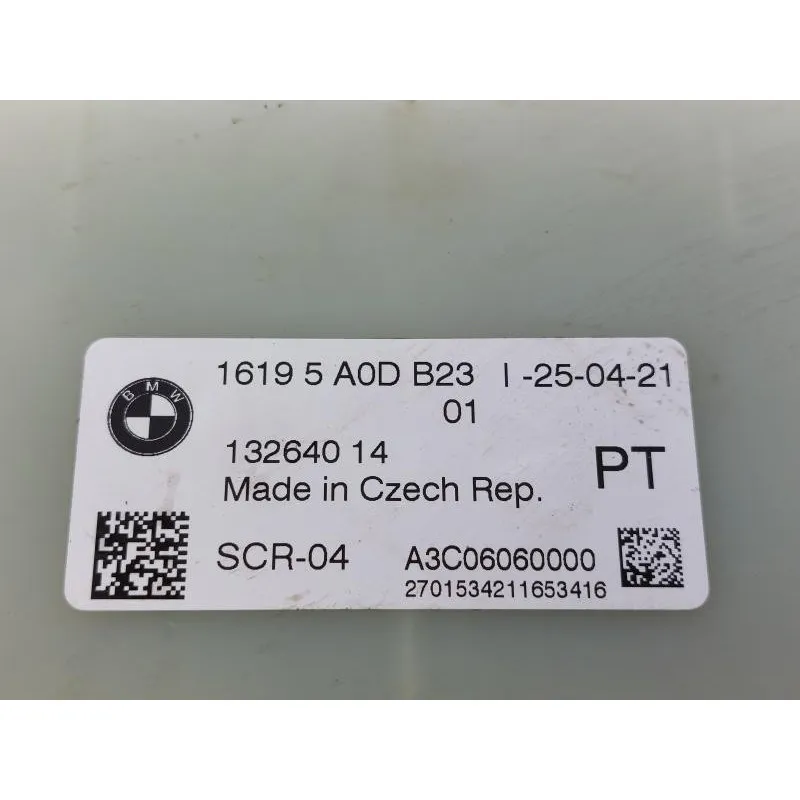 BMW
1619 5 A0D B23 I -25-04-21
01
132640 14
PT
Made in Czech Rep.
SCR-04 A3C06060000
2701534211653416